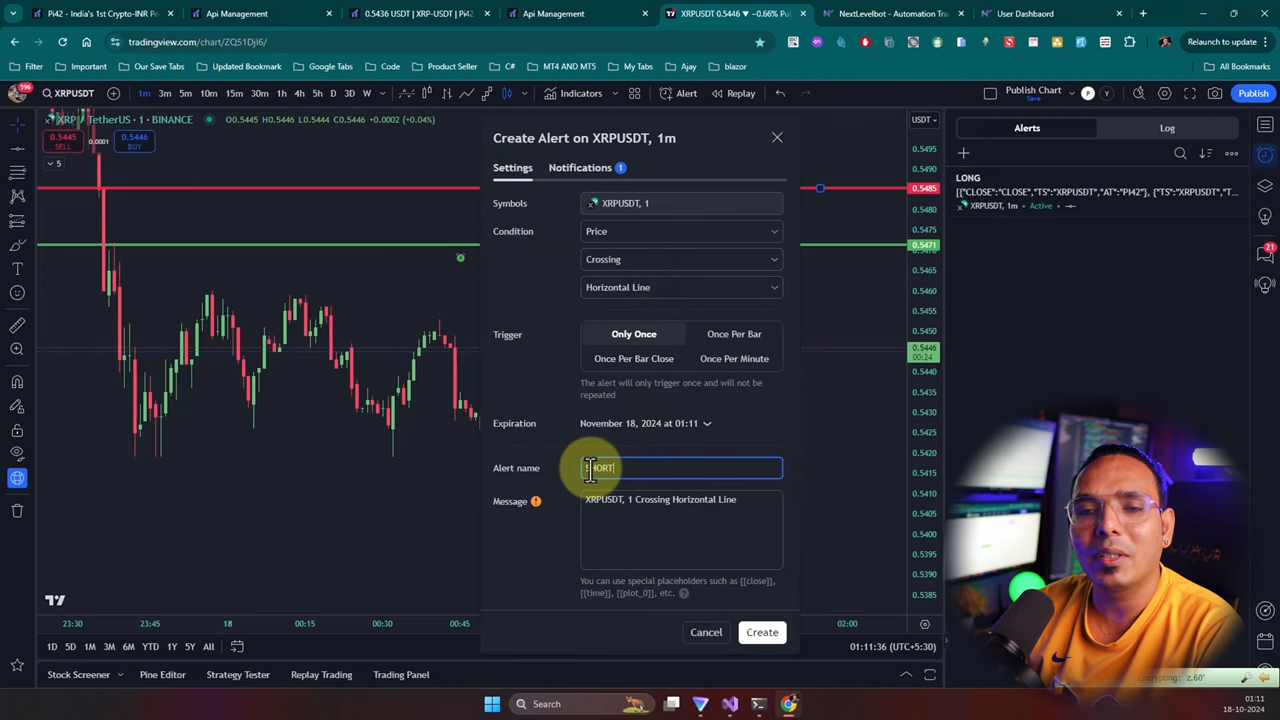 Pi42 - India's 1st Crypto-INR Pe
Api Management
0.5436 USDT | XRP-USDT | Pi42
Api Management
XRPUSDT 0.5446 ▼ −0.66%
NextLevelbot - Automation Tra
User Dashbaord
tradingview.com/chart/ZQ51DjI6/
Relaunch to update
Filter
Important
Our Save Tabs
Updated Bookmark
Google Tabs
Code
Product Seller
C#
MT4 AND MT5
My Tabs
Ajay
blazor
All Bookmarks
596
XRPUSDT
1m 3m 5m 10m 15m 30m 1h 4h 5h D 3D W
Indicators
Alert
Replay
Publish Chart
Save
P
Y
Publish
XRP / TetherUS · 1 · BINANCE
O0.5445 H0.5446 L0.5444 C0.5446 +0.0002 (+0.04%)
0.5445
SELL
0.0001
0.5446
BUY
5
USDT
0.5495
0.5490
0.5485
0.5480
0.5475
0.5471
0.5465
0.5460
0.5455
0.5450
0.5446
00:24
0.5440
0.5435
0.5430
0.5425
0.5420
0.5415
0.5410
0.5405
0.5400
0.5395
0.5390
0.5385
Create Alert on XRPUSDT, 1m
Settings
Notifications 1
Symbols
XRPUSDT, 1
Condition
Price
Crossing
Horizontal Line
Trigger
Only Once
Once Per Bar
Once Per Bar Close
Once Per Minute
The alert will only trigger once and will not be
repeated
Expiration
November 18, 2024 at 01:11
Alert name
SHORT
Message
XRPUSDT, 1 Crossing Horizontal Line
You can use special placeholders such as {{close}},
{{time}}, {{plot_0}}, etc.
Cancel
Create
Alerts
Log
LONG
[{"CLOSE":"CLOSE","TS":"XRPUSDT","AT":"PI42"}, {"TS":"XRPUSDT","T...
XRPUSDT, 1m · Active
21
23:30
23:45
18
00:15
00:30
00:45
02:00
1D 5D 1M 3M 6M YTD 1Y 5Y All
01:11:36 (UTC+5:30)
Stock Screener
Pine Editor
Strategy Tester
Replay Trading
Trading Panel
Search
01:11
18-10-2024